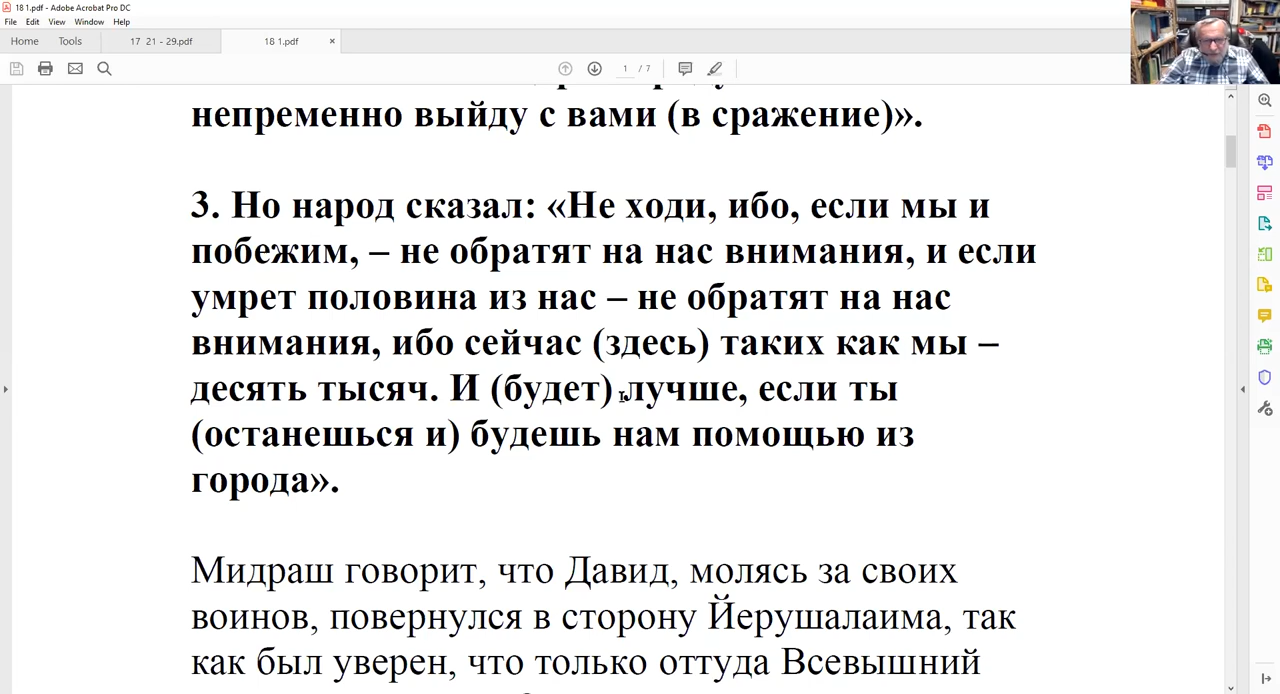 18 1.pdf - Adobe Acrobat Pro DC
File Edit View Window Help
Home Tools 17 21 - 29.pdf 18 1.pdf ×
1 / 7
непременно выйду с вами (в сражение)».
3. Но народ сказал: «Не ходи, ибо, если мы и
побежим, – не обратят на нас внимания, и если
умрет половина из нас – не обратят на нас
внимания, ибо сейчас (здесь) таких как мы –
десять тысяч. И (будет) лучше, если ты
(останешься и) будешь нам помощью из
города».
Мидраш говорит, что Давид, молясь за своих
воинов, повернулся в сторону Йерушалаима, так
как был уверен, что только оттуда Всевышний